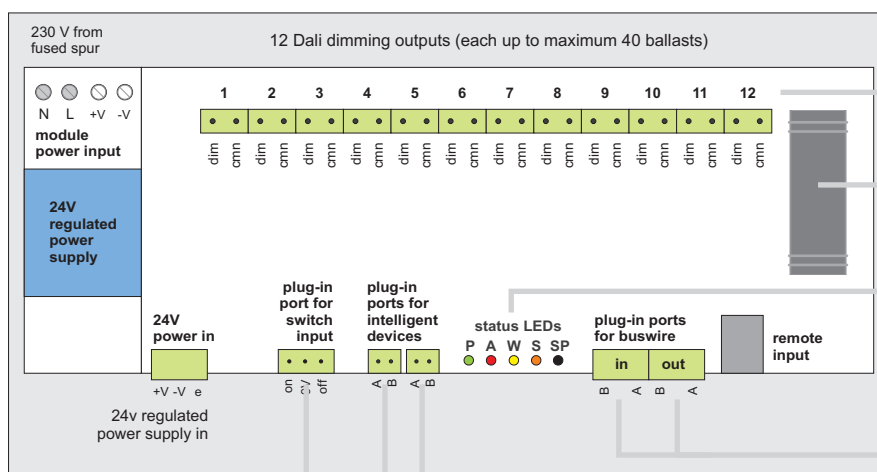 230 V from
fused spur
12 Dali dimming outputs (each up to maximum 40 ballasts)
1 2 3 4 5 6 7 8 9 10 11 12
N L +V -V
module
power input
dim cmn dim cmn dim cmn dim cmn dim cmn dim cmn dim cmn dim cmn dim cmn dim cmn dim cmn dim cmn
24V
regulated
power
supply
24V
power in
plug-in
port for
switch
input
plug-in
ports for
intelligent
devices
status LEDs
P A W S SP
plug-in ports
for buswire
in out
remote
input
+V -V e
on 0V off
A B A B
B A B A
24v regulated
power supply in